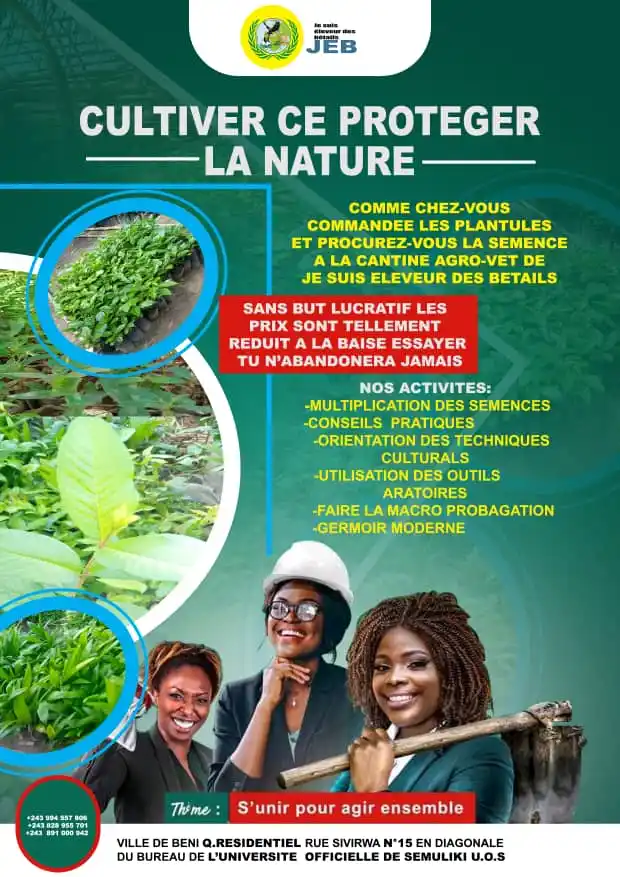 Je suis
éleveur des
bétails
JEB
CULTIVER CE PROTEGER
LA NATURE
COMME CHEZ-VOUS
COMMANDEE LES PLANTULES
ET PROCUREZ-VOUS LA SEMENCE
A LA CANTINE AGRO-VET DE
JE SUIS ELEVEUR DES BETAILS
SANS BUT LUCRATIF LES
PRIX SONT TELLEMENT
REDUIT A LA BAISE ESSAYER
TU N'ABANDONERA JAMAIS
NOS ACTIVITES:
-MULTIPLICATION DES SEMENCES
-CONSEILS PRATIQUES
-ORIENTATION DES TECHNIQUES
CULTURALS
-UTILISATION DES OUTILS
ARATOIRES
-FAIRE LA MACRO PROBAGATION
-GERMOIR MODERNE
Thème : S'unir pour agir ensemble
+243 994 557 806
+243 828 955 701
+243 891 000 942
VILLE DE BENI Q.RESIDENTIEL RUE SIVIRWA N°15 EN DIAGONALE
DU BUREAU DE L'UNIVERSITE OFFICIELLE DE SEMULIKI U.O.S